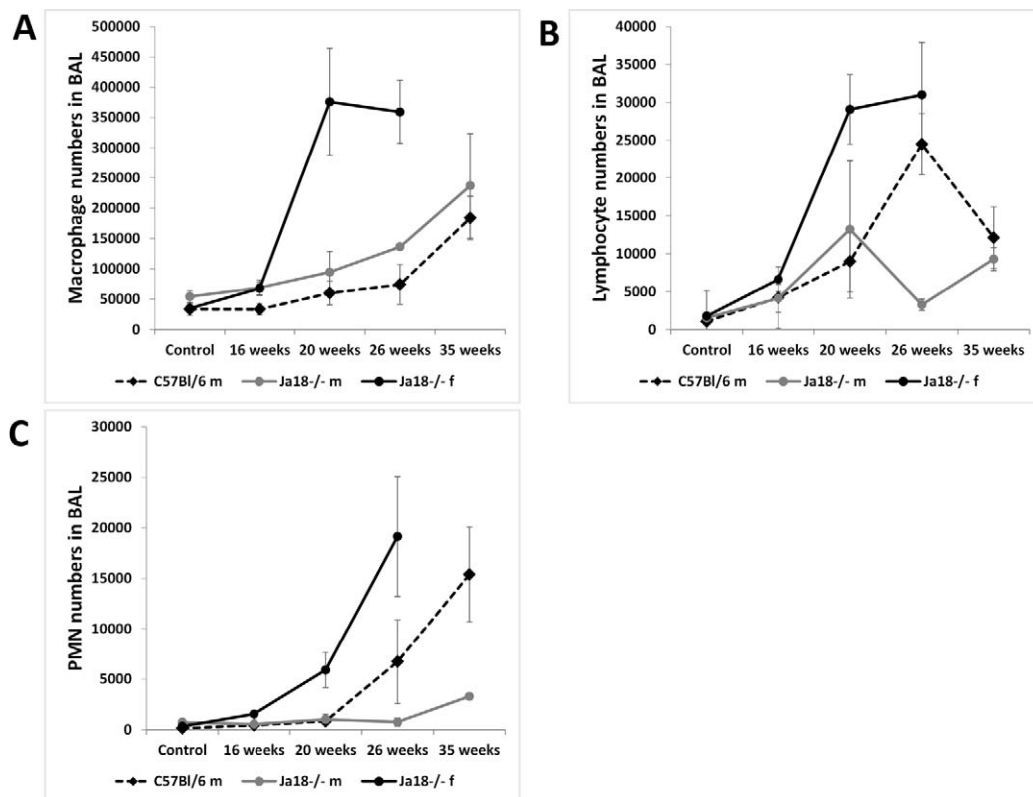 A
Macrophage numbers in BAL
500000
450000
400000
350000
300000
250000
200000
150000
100000
50000
0
Control 16 weeks 20 weeks 26 weeks 35 weeks
C57Bl/6 m Ja18-/- m Ja18-/- f
B
Lymphocyte numbers in BAL
40000
35000
30000
25000
20000
15000
10000
5000
0
Control 16 weeks 20 weeks 26 weeks 35 weeks
C57Bl/6 m Ja18-/- m Ja18-/- f
C
PMN numbers in BAL
30000
25000
20000
15000
10000
5000
0
Control 16 weeks 20 weeks 26 weeks 35 weeks
C57Bl/6 m Ja18-/- m Ja18-/- f